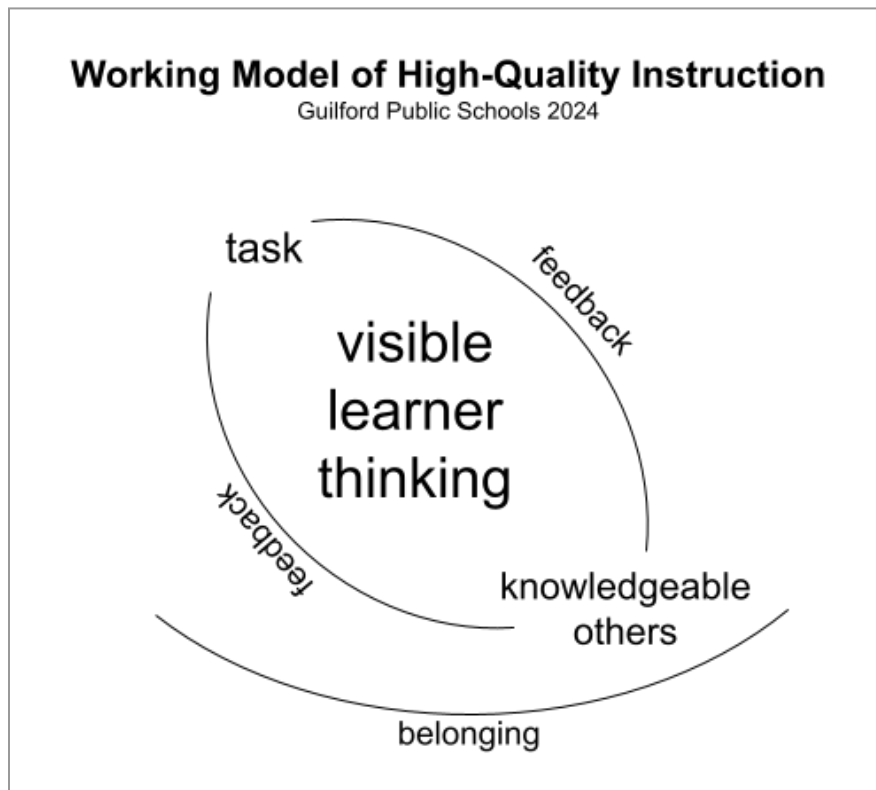 Working Model of High-Quality Instruction
Guilford Public Schools 2024
task
feedback
visible
learner
thinking
feedback
knowledgeable
others
belonging